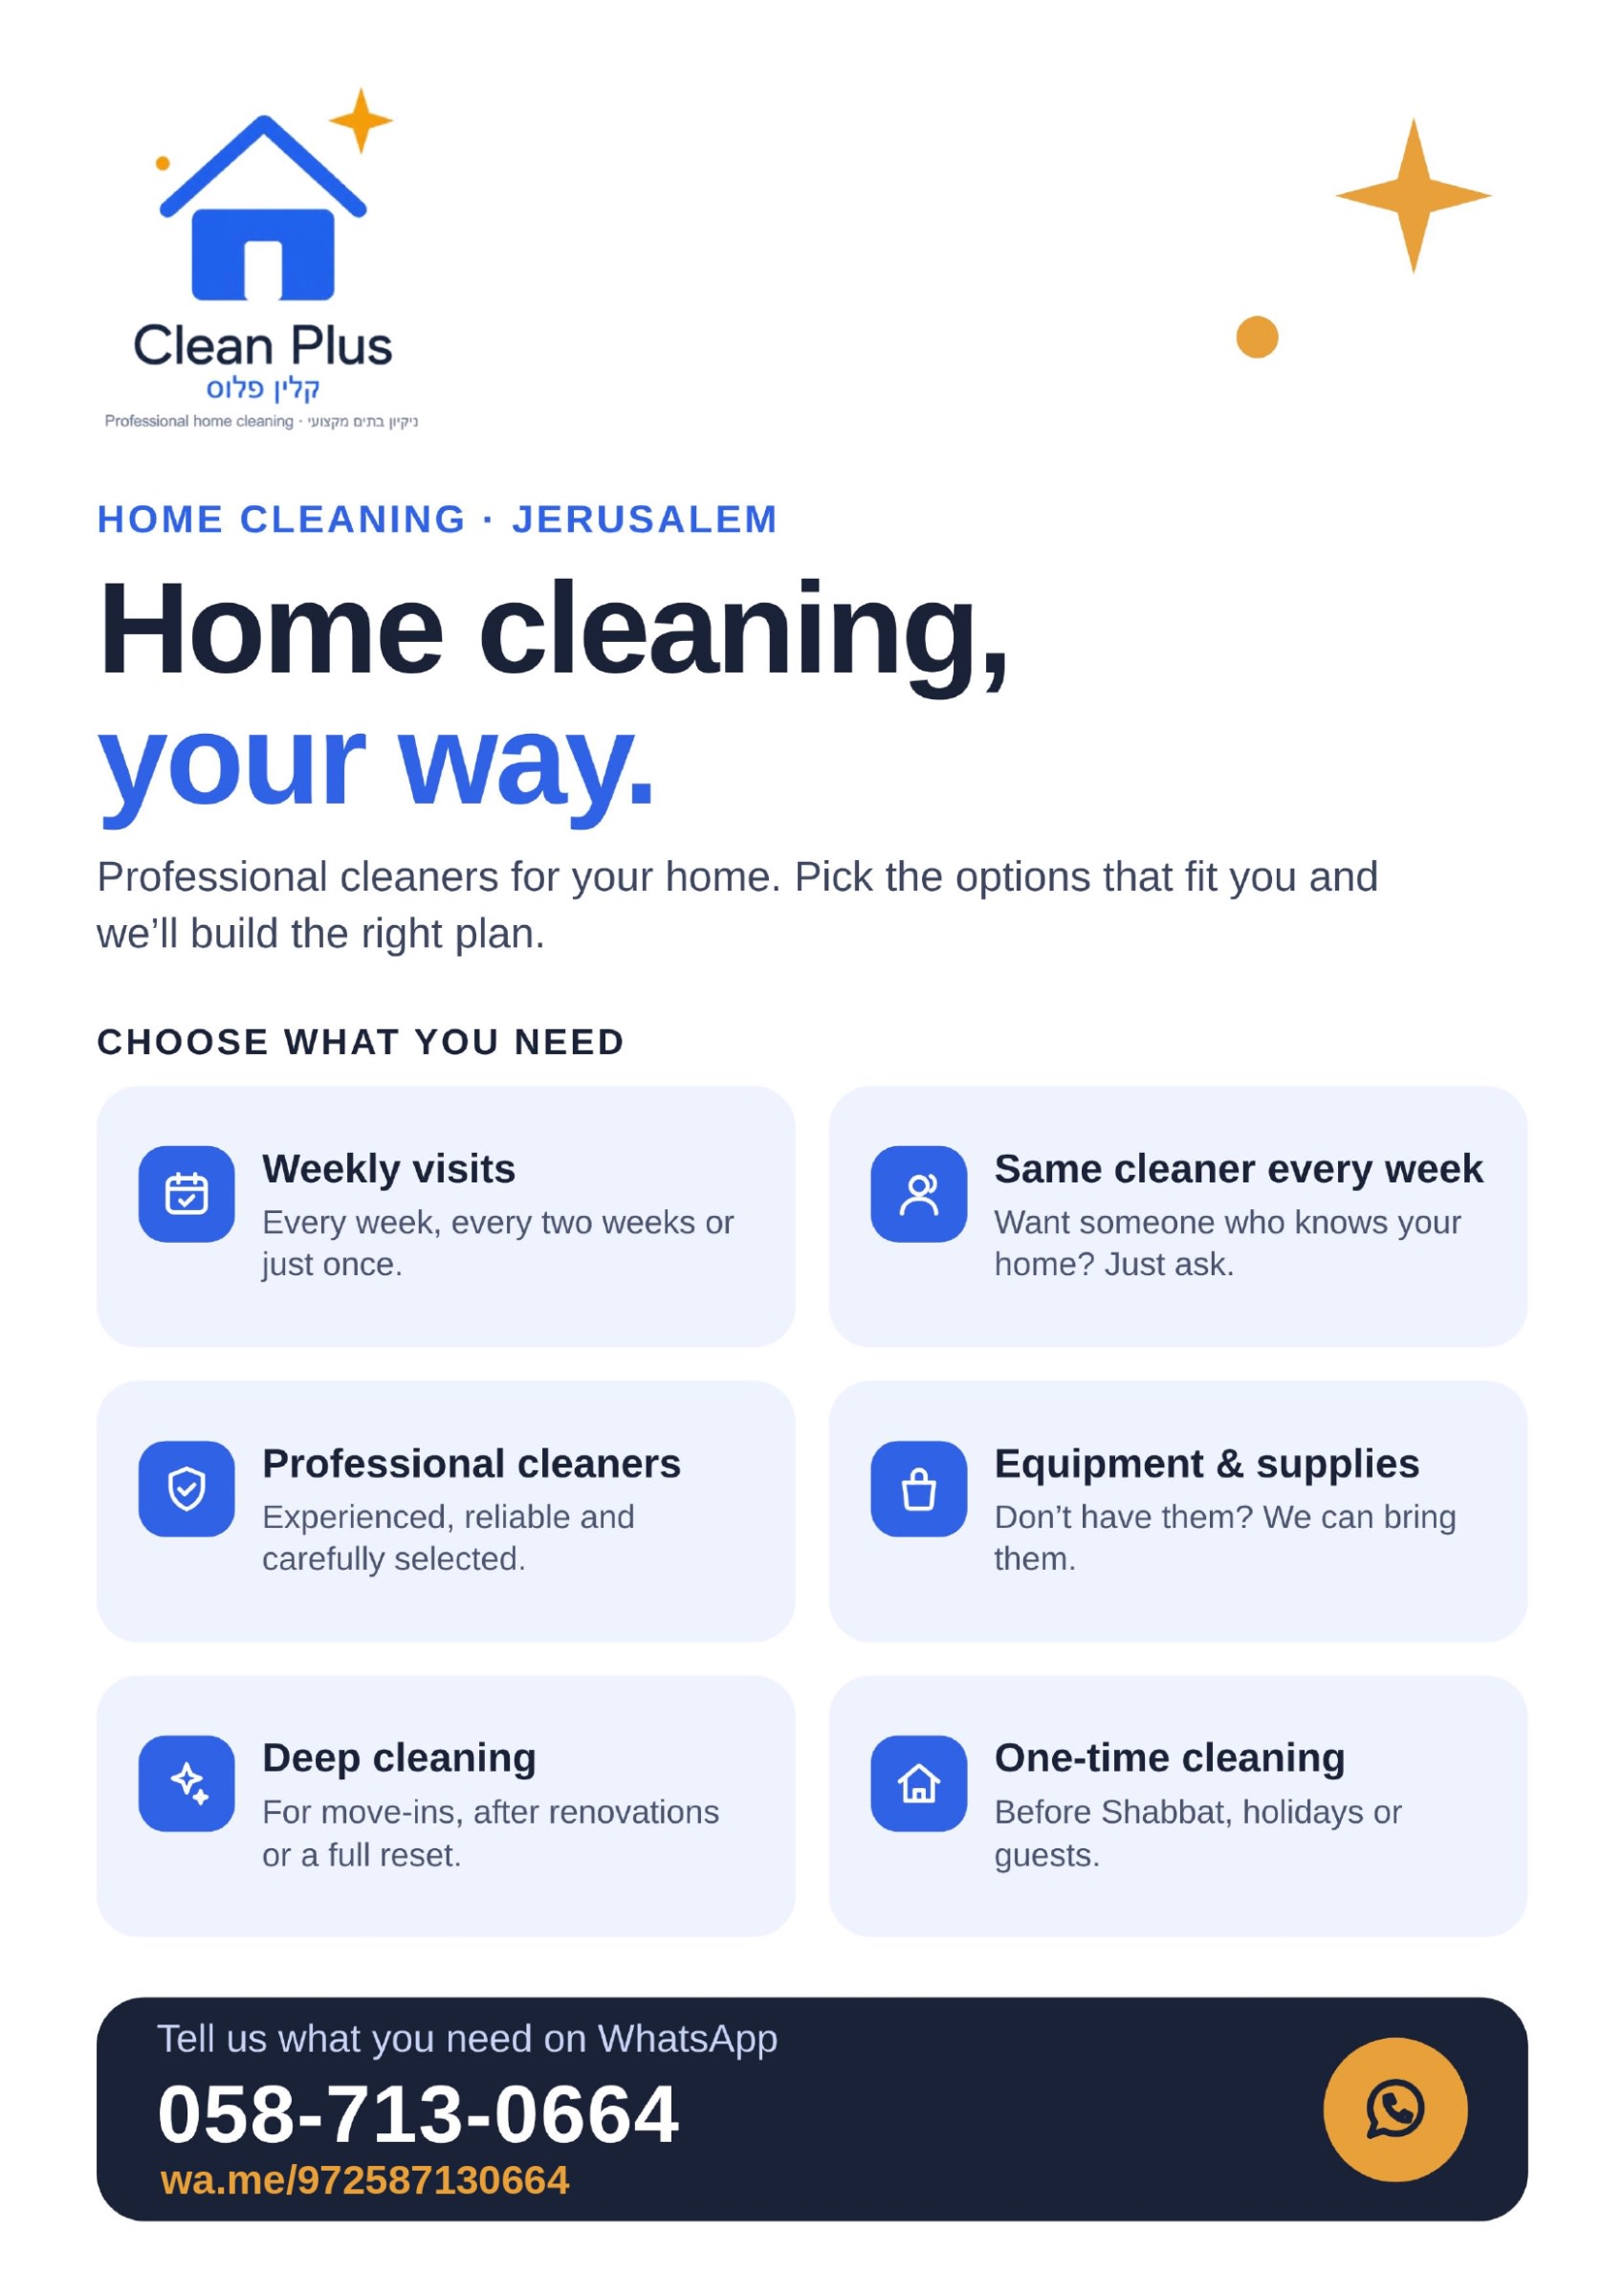 Clean Plus
קלין פלוס
Professional home cleaning · ניקיון בתים מקצועי
HOME CLEANING · JERUSALEM
Home cleaning,
your way.
Professional cleaners for your home. Pick the options that fit you and
we’ll build the right plan.
CHOOSE WHAT YOU NEED
Weekly visits
Every week, every two weeks or
just once.
Same cleaner every week
Want someone who knows your
home? Just ask.
Professional cleaners
Experienced, reliable and
carefully selected.
Equipment & supplies
Don’t have them? We can bring
them.
Deep cleaning
For move-ins, after renovations
or a full reset.
One-time cleaning
Before Shabbat, holidays or
guests.
Tell us what you need on WhatsApp
058-713-0664
wa.me/972587130664